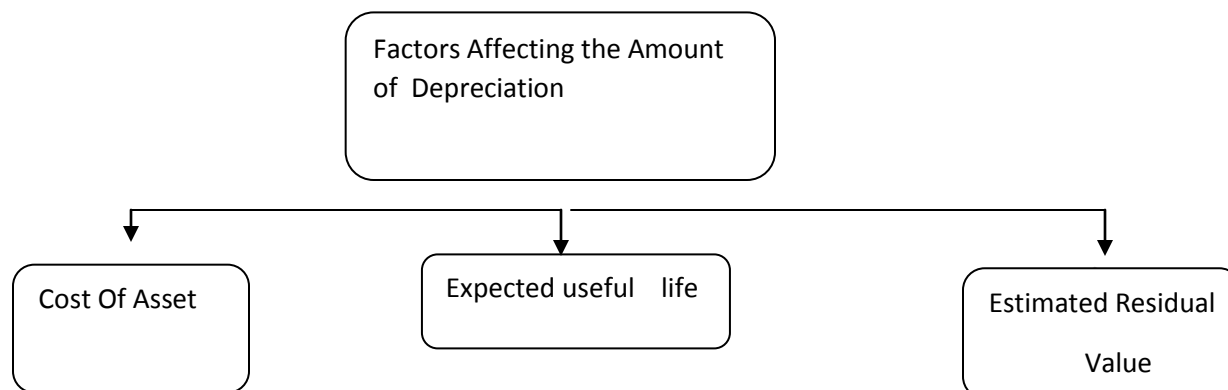 Factors Affecting the Amount
of Depreciation
Cost Of Asset
Expected useful life
Estimated Residual
Value